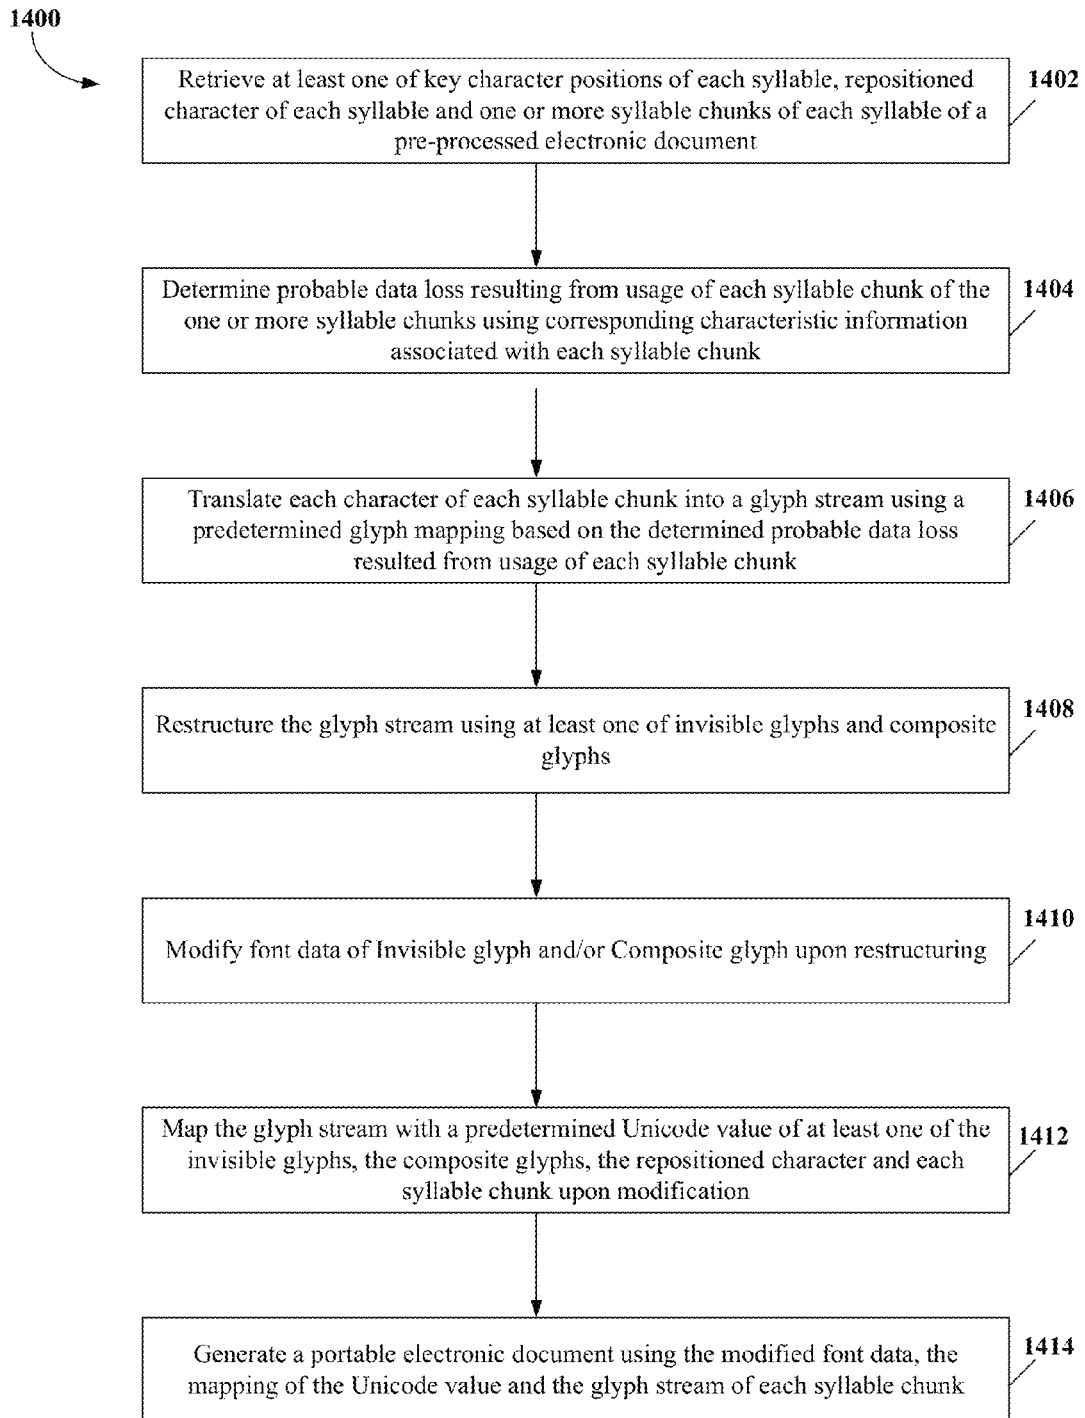 1400
Retrieve at least one of key character positions of each syllable, repositioned
character of each syllable and one or more syllable chunks of each syllable of a
pre-processed electronic document
1402
Determine probable data loss resulting from usage of each syllable chunk of the
one or more syllable chunks using corresponding characteristic information
associated with each syllable chunk
1404
Translate each character of each syllable chunk into a glyph stream using a
predetermined glyph mapping based on the determined probable data loss
resulted from usage of each syllable chunk
1406
Restructure the glyph stream using at least one of invisible glyphs and composite
glyphs
1408
Modify font data of Invisible glyph and/or Composite glyph upon restructuring
1410
Map the glyph stream with a predetermined Unicode value of at least one of the
invisible glyphs, the composite glyphs, the repositioned character and each
syllable chunk upon modification
1412
Generate a portable electronic document using the modified font data, the
mapping of the Unicode value and the glyph stream of each syllable chunk
1414